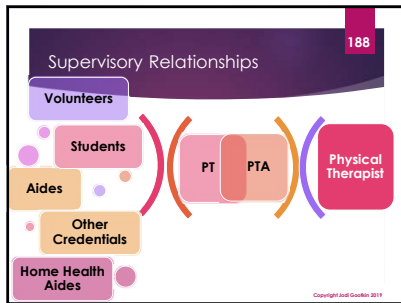 188
Supervisory Relationships
Volunteers
Students
Aides
Other
Credentials
Home Health
Aides
PT
PTA
Physical
Therapist
Copyright Jodi Gootkin 2019